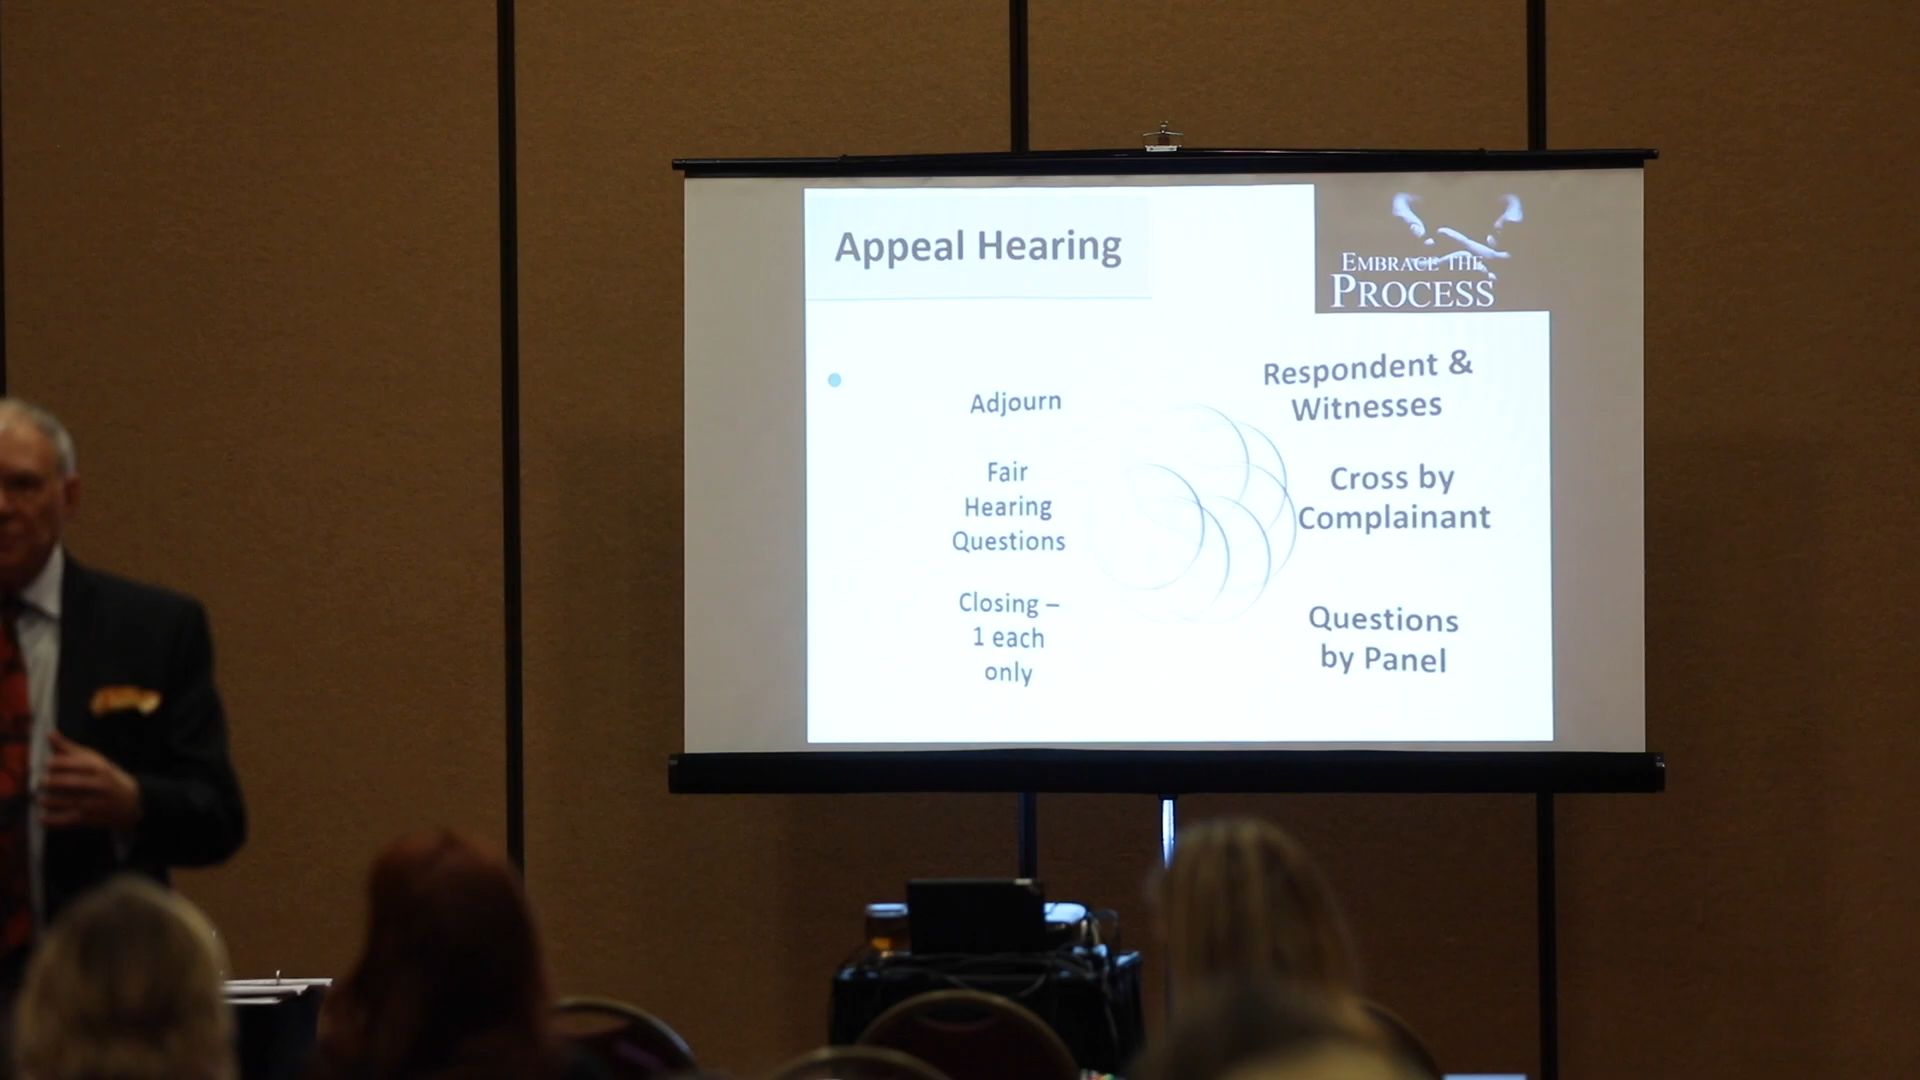 Appeal Hearing
EMBRACE THE
PROCESS
Adjourn
Fair
Hearing
Questions
Closing –
1 each
only
Respondent &
Witnesses
Cross by
Complainant
Questions
by Panel